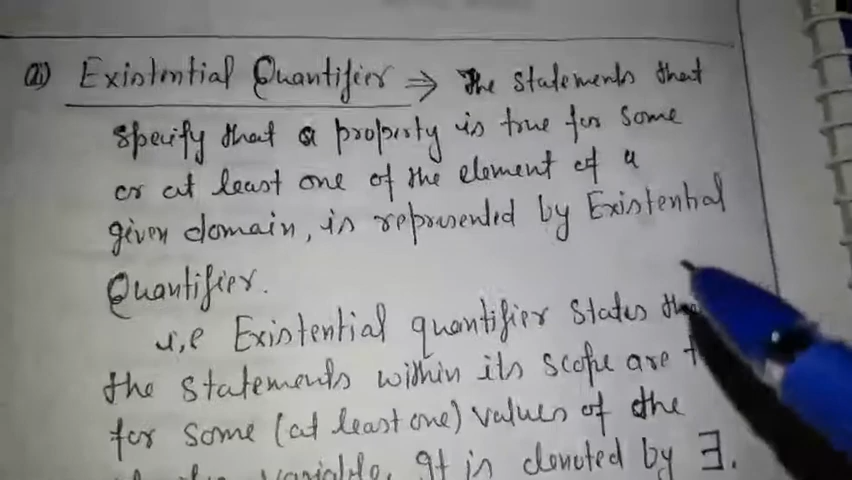 a) Existential Quantifier ⇒ The statements that
specify that a property is true for some
or at least one of the element of a
given domain, is represented by Existential
Quantifier.
i,e Existential quantifier states
the statements within its scope are
for some (at least one) values of the
variable. It is denoted by ∃.